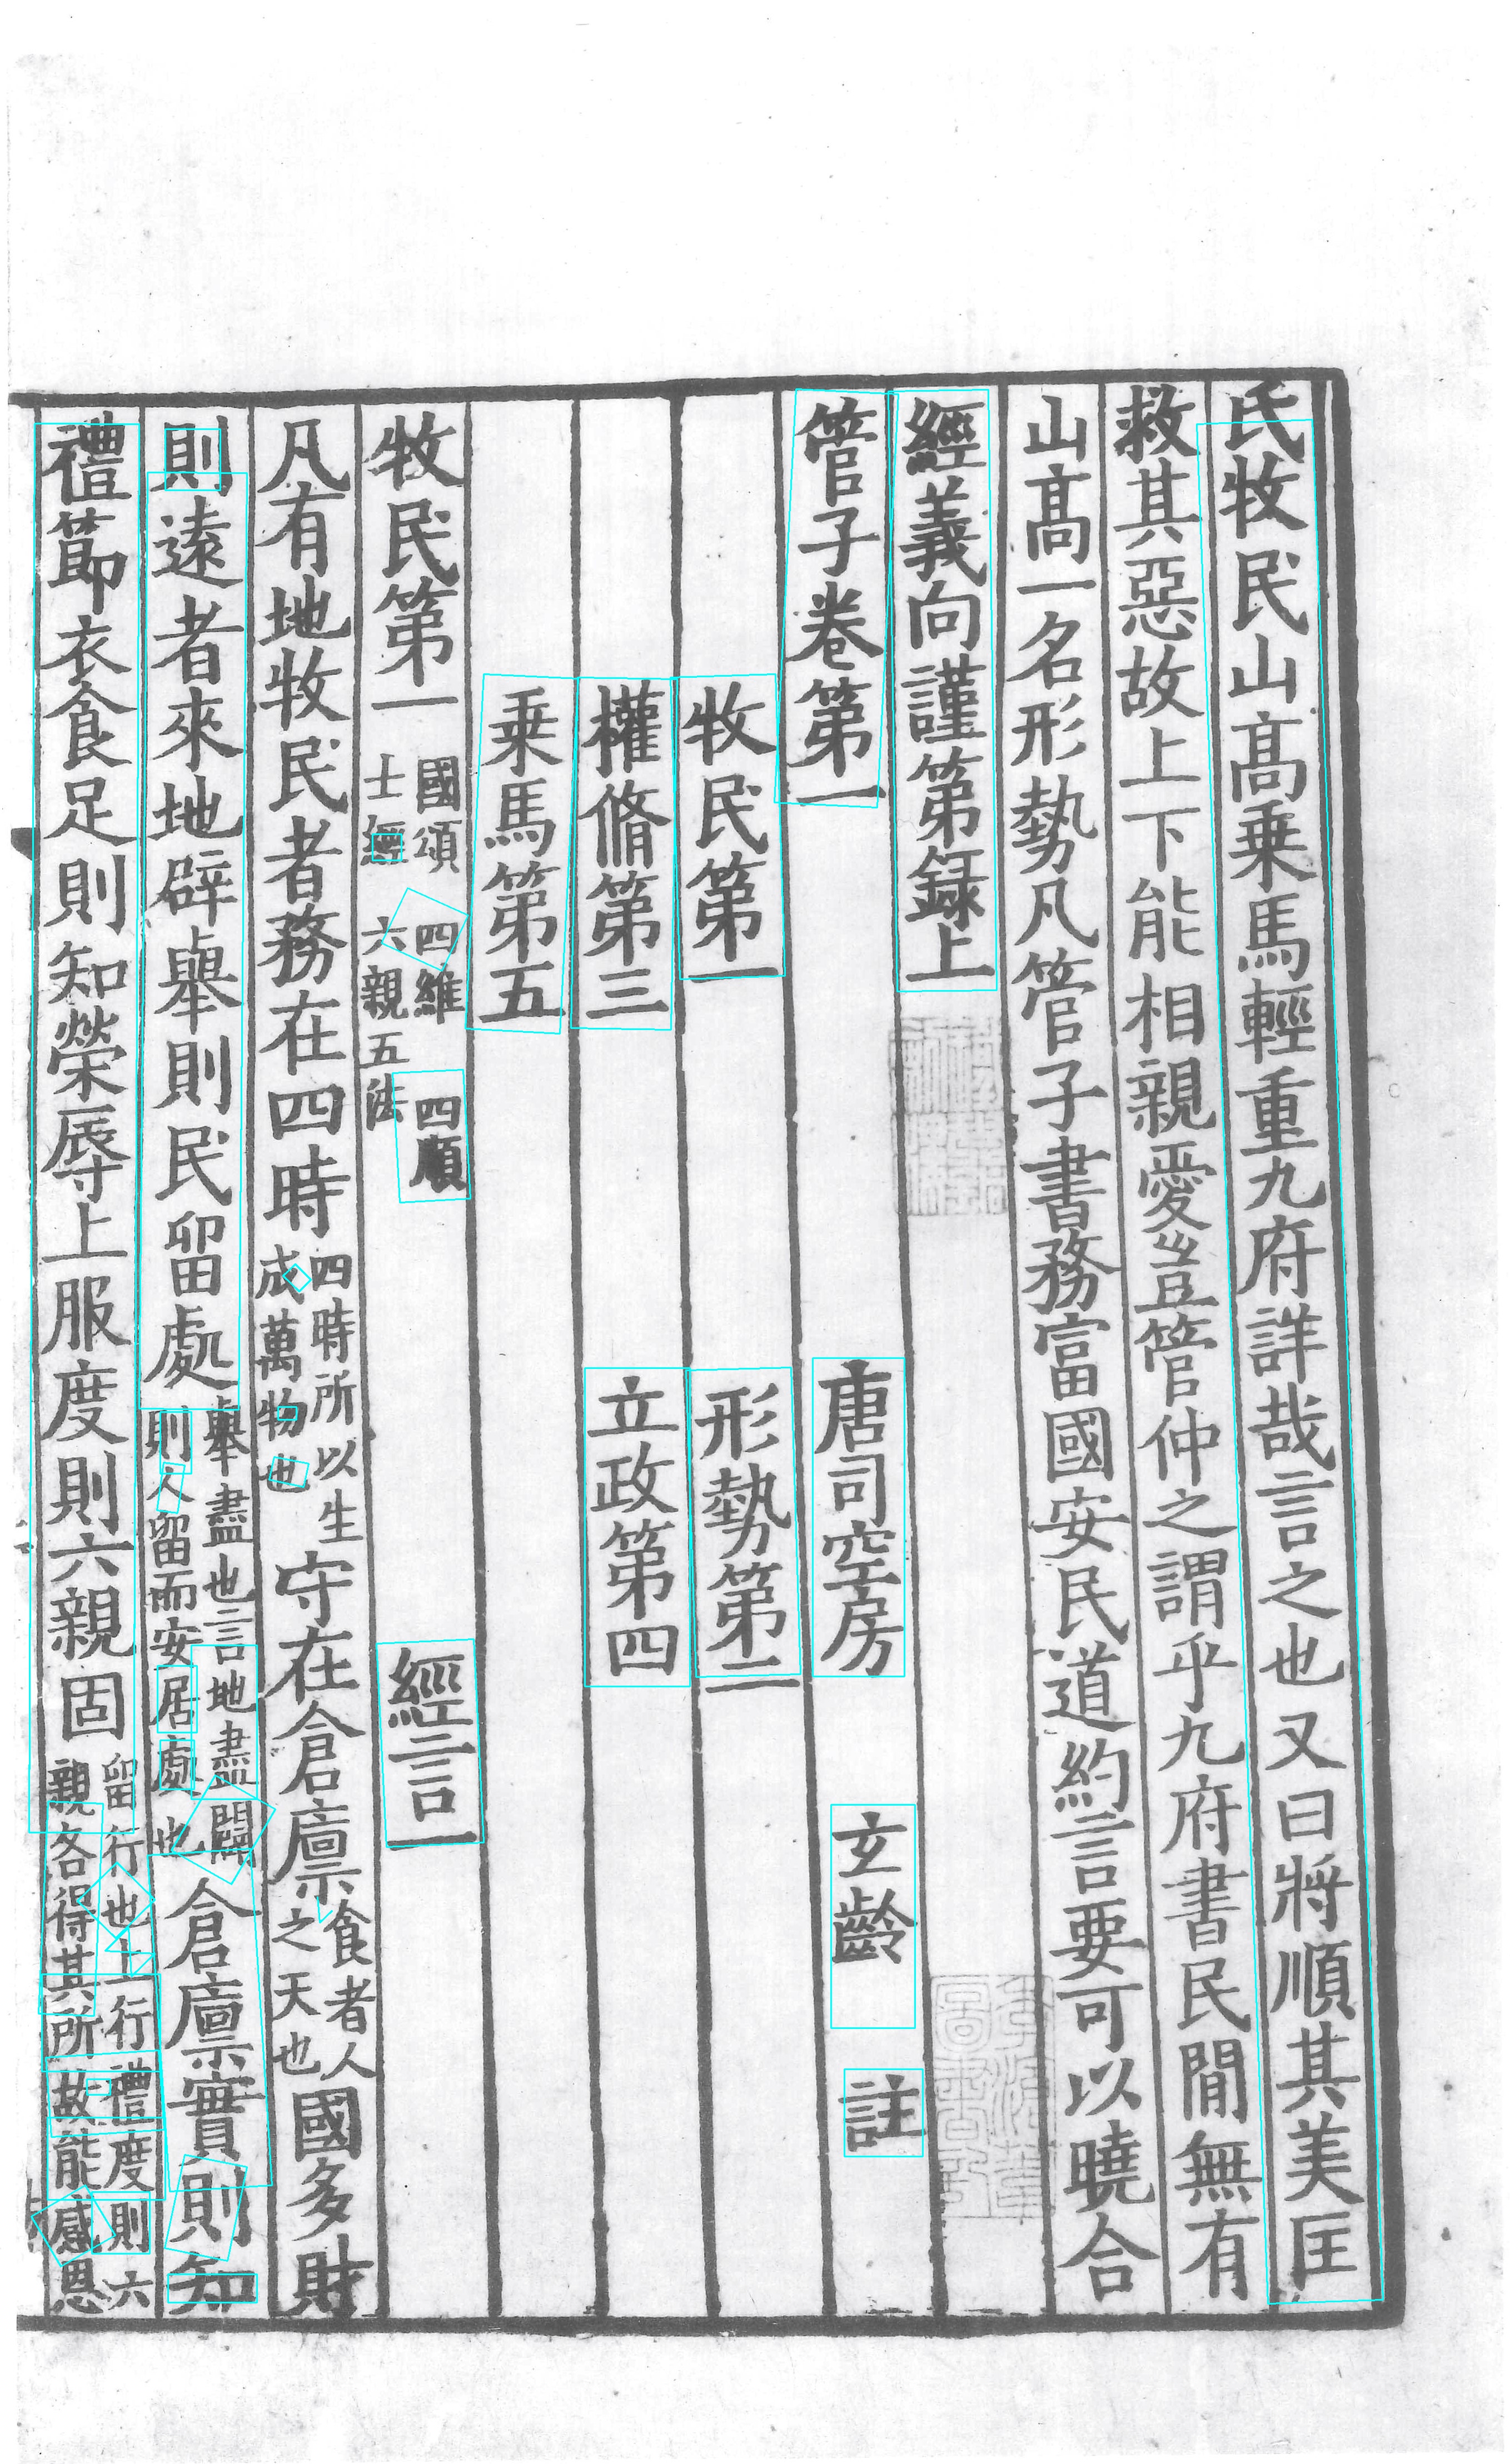 氏牧民山髙乗馬輕重九府詳哉言之也又曰將順其美匡
救其惡故上下能相親愛豈管仲之謂乎九府書民閒無有
山髙一名形勢凡管子書務富國安民道約言要可以曉合
經義向謹第録上
管子卷第一
唐司空房 玄齡 註
牧民第一 形勢第二
權脩第三 立政第四
乗馬第五
牧民第一 國頌 四維 四順 士經 六親五法 經言一
凡有地牧民者務在四時四時所以生成萬物也守在倉廪食者人之天也國多財
則逺者來地辟舉則民留處舉盡也言地盡闢則人留而安居處也倉廪實則知
禮節衣食足則知榮辱上服度則六親固留行也上行禮度則六親各得其所故能感恩